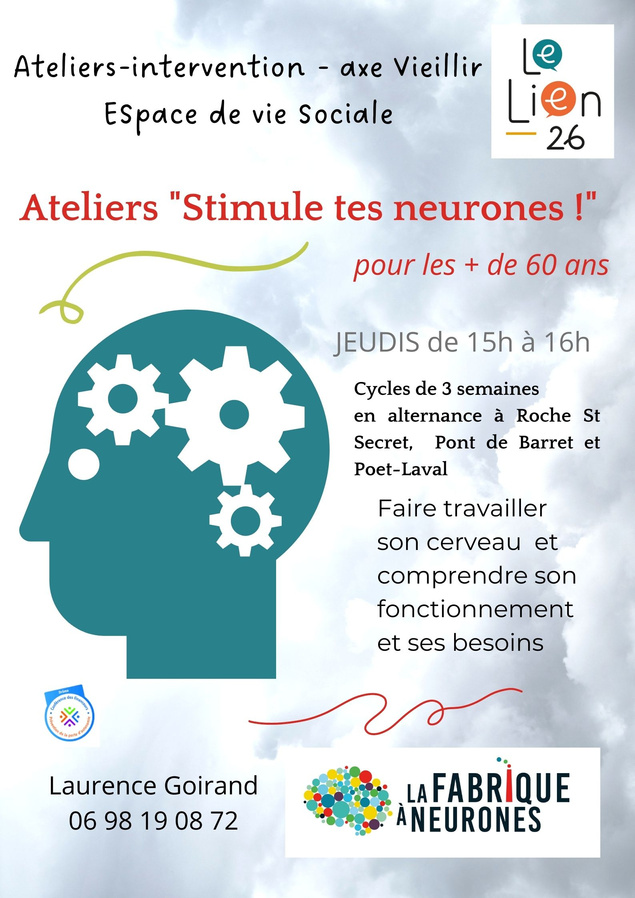 Ateliers-intervention - axe Vieillir
ESpace de vie Sociale
Le
Lien
26
Ateliers "Stimule tes neurones !"
pour les + de 60 ans
JEUDIS de 15h à 16h
Cycles de 3 semaines
en alternance à Roche St
Secret, Pont de Barret et
Poet-Laval
Faire travailler
son cerveau et
comprendre son
fonctionnement
et ses besoins
Laurence Goirand
06 98 19 08 72
LA FABRIQUE
À NEURONES